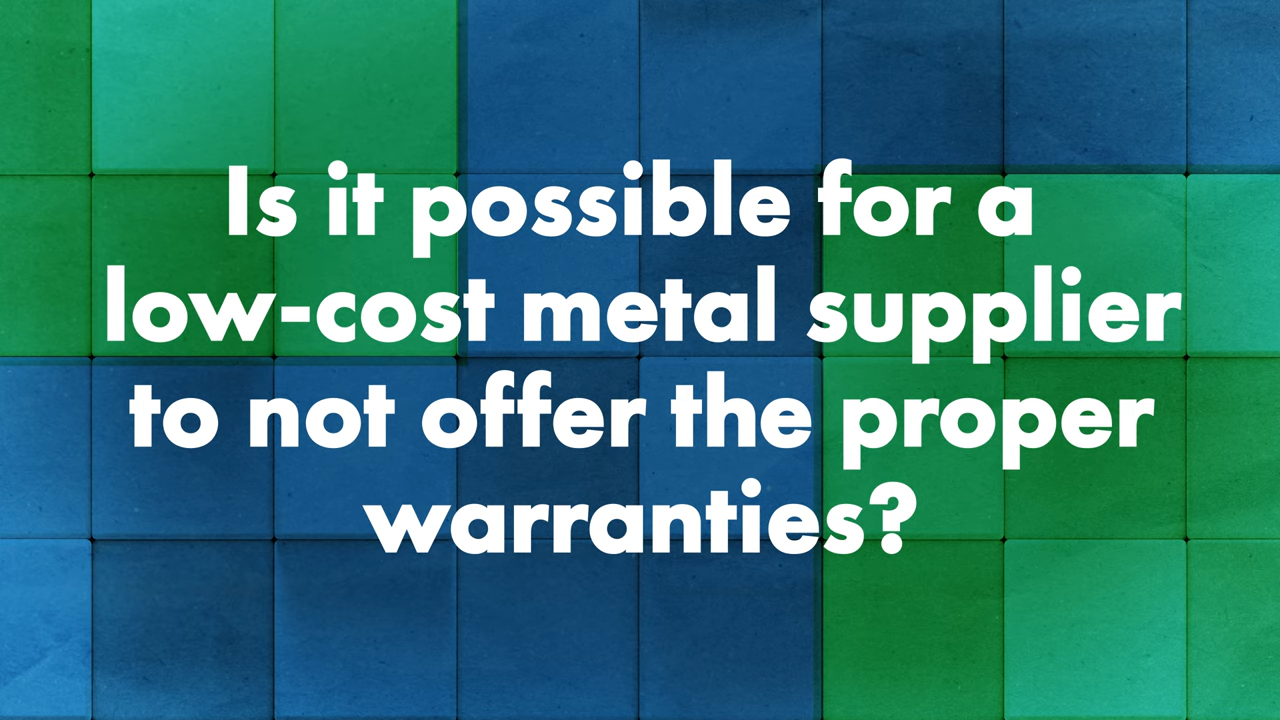 Is it possible for a
low-cost metal supplier
to not offer the proper
warranties?